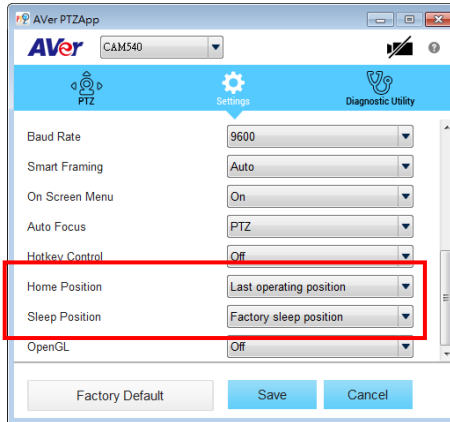 AVer PTZApp
AVer CAM540
PTZ Settings Diagnostic Utility
Baud Rate 9600
Smart Framing Auto
On Screen Menu On
Auto Focus PTZ
Hotkey Control Off
Home Position Last operating position
Sleep Position Factory sleep position
OpenGL Off
Factory Default Save Cancel